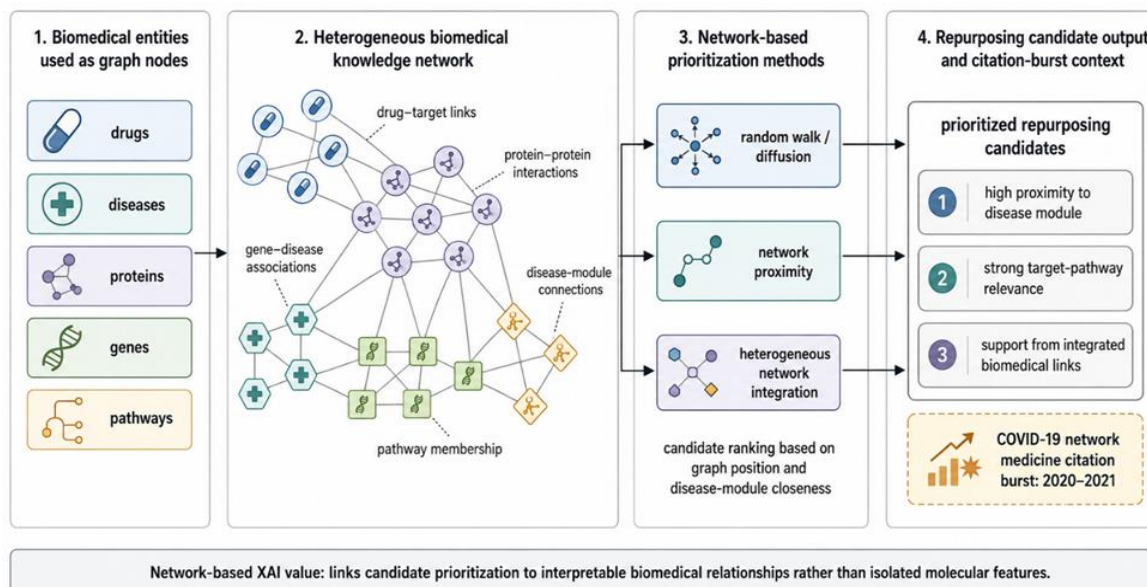 1. Biomedical entities
used as graph nodes
drugs
diseases
proteins
genes
pathways
2. Heterogeneous biomedical
knowledge network
drug–target links
protein–protein
interactions
gene–disease
associations
disease-module
connections
pathway membership
3. Network-based
prioritization methods
random walk /
diffusion
network
proximity
heterogeneous
network
integration
candidate ranking based on
graph position and
disease-module closeness
4. Repurposing candidate output
and citation-burst context
prioritized repurposing
candidates
1
high proximity to
disease module
2
strong target-pathway
relevance
3
support from integrated
biomedical links
COVID-19 network
medicine citation
burst: 2020–2021
Network-based XAI value: links candidate prioritization to interpretable biomedical relationships rather than isolated molecular features.